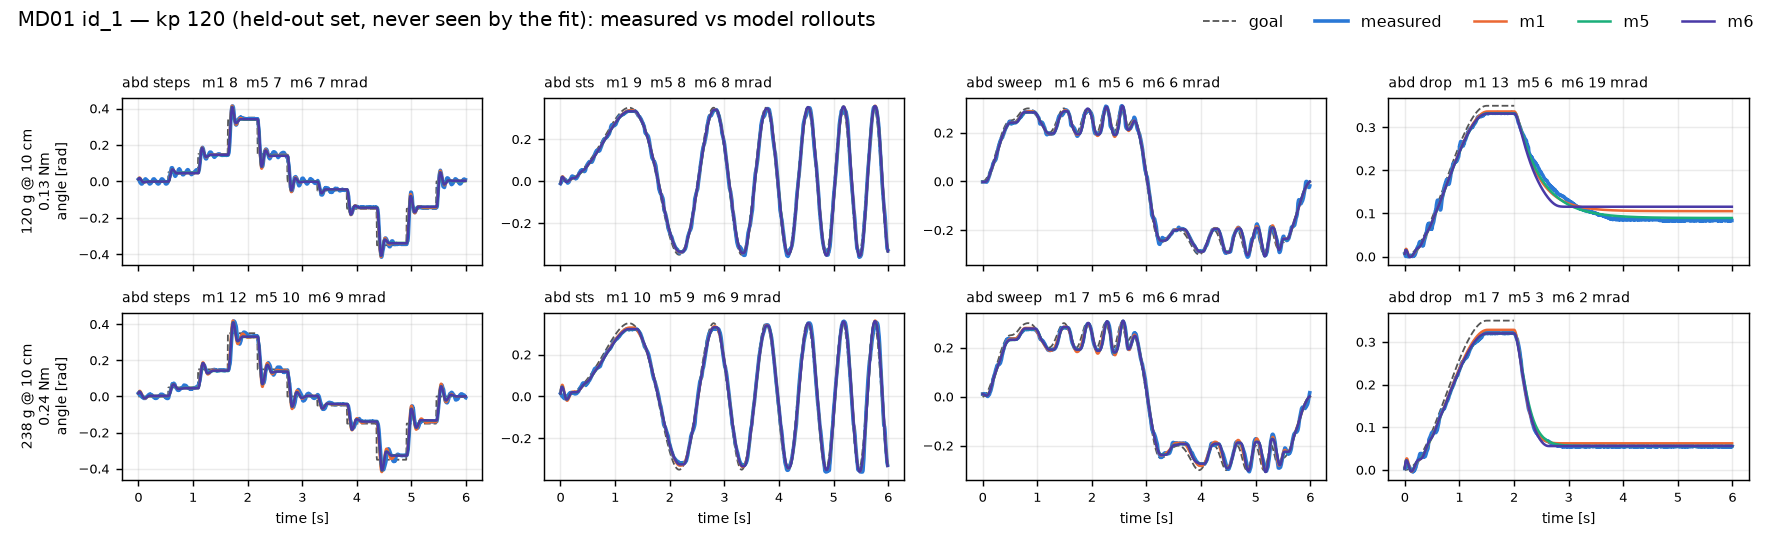 MD01 id_1 — kp 120 (held-out set, never seen by the fit): measured vs model rollouts
goal measured m1 m5 m6
abd steps m1 8 m5 7 m6 7 mrad
abd sts m1 9 m5 8 m6 8 mrad
abd sweep m1 6 m5 6 m6 6 mrad
abd drop m1 13 m5 6 m6 19 mrad
120 g @ 10 cm
0.13 Nm
angle [rad]
0.4
0.2
0.0
−0.2
−0.4
0.2
0.0
−0.2
0.2
0.0
−0.2
0.3
0.2
0.1
0.0
abd steps m1 12 m5 10 m6 9 mrad
abd sts m1 10 m5 9 m6 9 mrad
abd sweep m1 7 m5 6 m6 6 mrad
abd drop m1 7 m5 3 m6 2 mrad
238 g @ 10 cm
0.24 Nm
angle [rad]
0.4
0.2
0.0
−0.2
−0.4
0.2
0.0
−0.2
0.2
0.0
−0.2
0.3
0.2
0.1
0.0
0 1 2 3 4 5 6
0 1 2 3 4 5 6
0 1 2 3 4 5 6
0 1 2 3 4 5 6
time [s]
time [s]
time [s]
time [s]